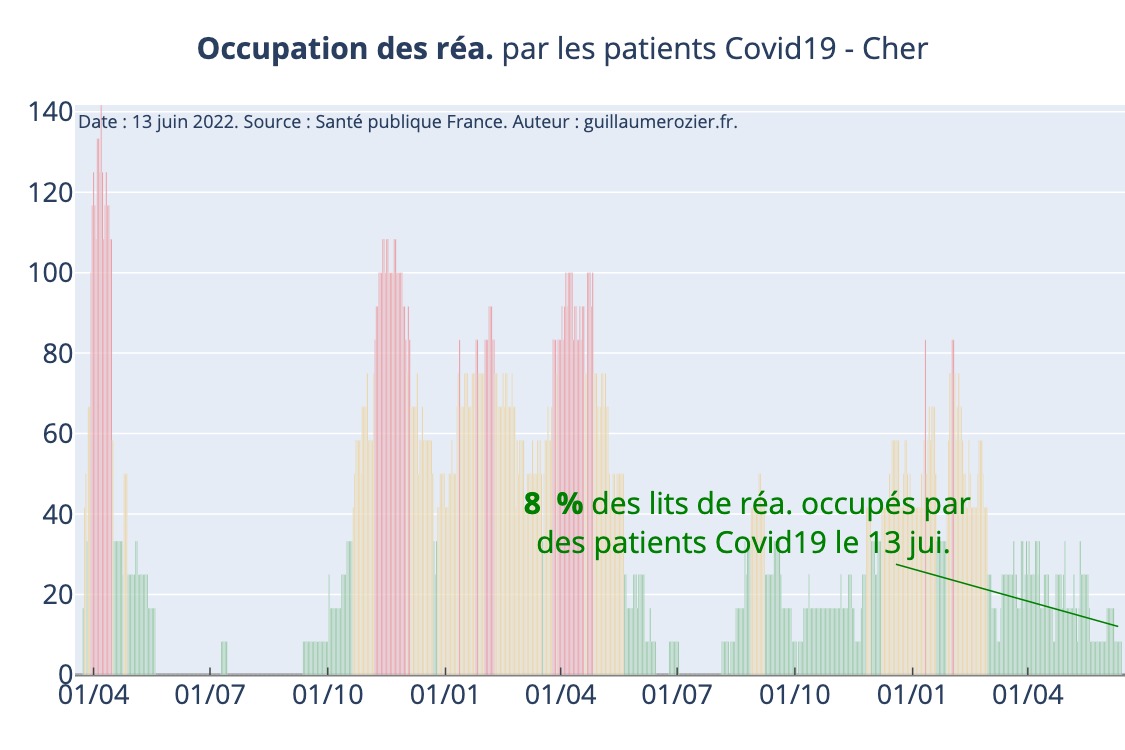 Occupation des réa. par les patients Covid19 - Cher
140
Date : 13 juin 2022. Source : Santé publique France. Auteur : guillaumerozier.fr.
120
100
80
60
40
20
0
8 % des lits de réa. occupés par
des patients Covid19 le 13 jui.
01/04 01/07 01/10 01/01 01/04 01/07 01/10 01/01 01/04